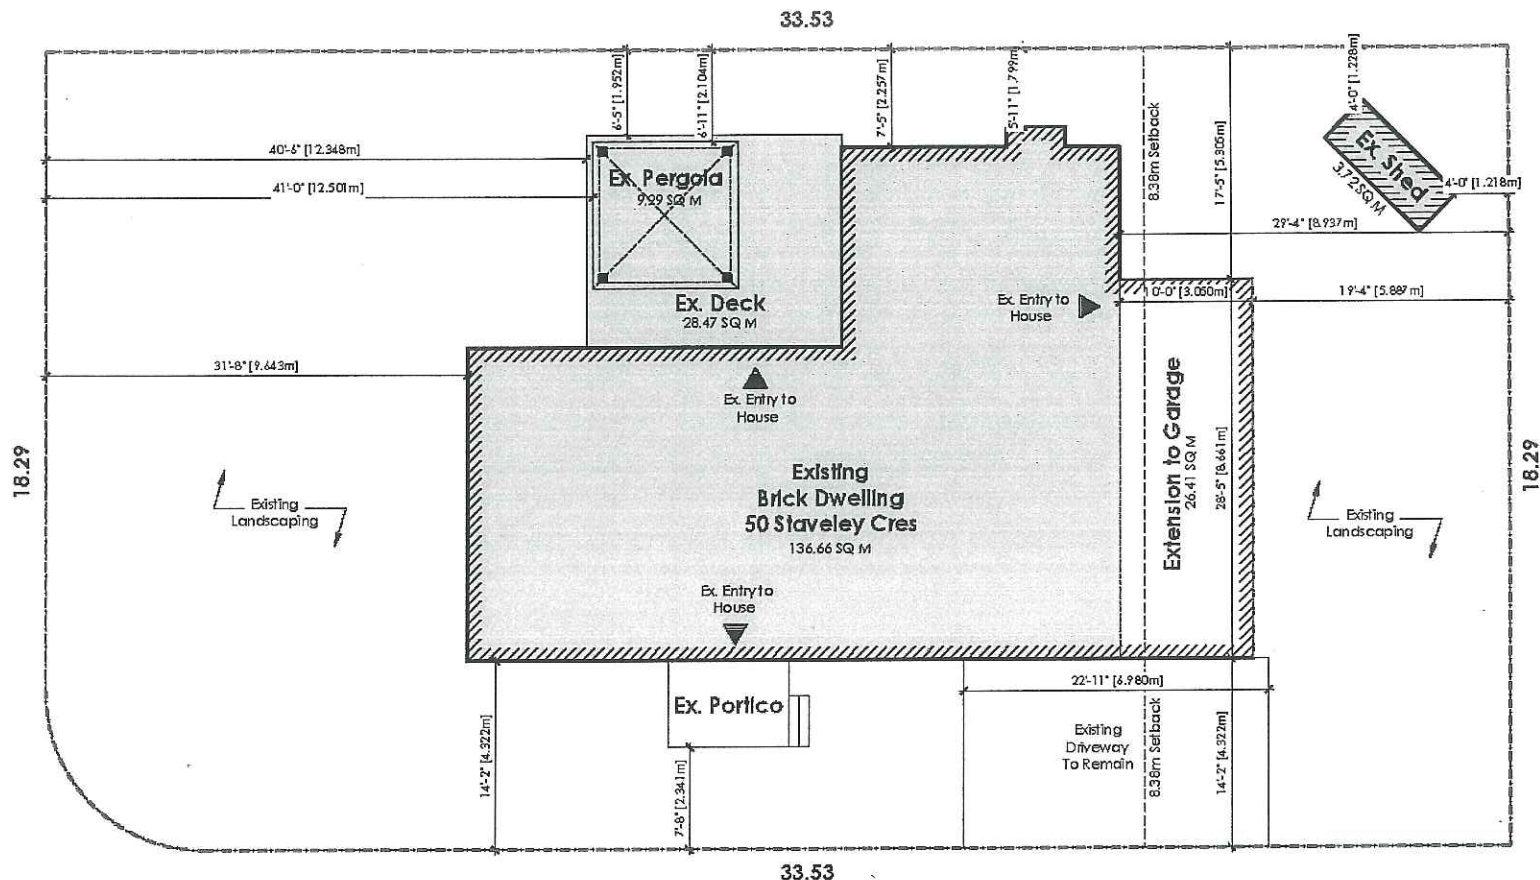 33.53
6'-5" [1.952m]
6'-11" [2.104m]
7'-5" [2.257m]
5'-11" [1.799m]
8.38m Setback
17'-5" [5.305m]
4'-0" [1.228m]
40'-6" [12.348m]
41'-0" [12.501m]
Ex. Pergola
9.29 SQ M
Ex. Shed
3.72 SQ.M
4'-0" [1.218m]
29'-4" [8.937m]
Ex. Deck
28.47 SQ M
Ex. Entry to
House
10'-0" [3.050m]
19'-4" [5.887m]
31'-8" [9.643m]
Ex. Entry to
House
Extension to Garage
26.41 SQ M
28'-5" [8.661m]
18.29
18.29
Existing
Landscaping
Existing
Brick Dwelling
50 Staveley Cres
136.66 SQ M
Existing
Landscaping
Ex. Entry to
House
22'-11" [6.980m]
Ex. Portico
14'-2" [4.322m]
7'-8" [2.341m]
Existing
Driveway
To Remain
8.38m Setback
14'-2" [4.322m]
33.53